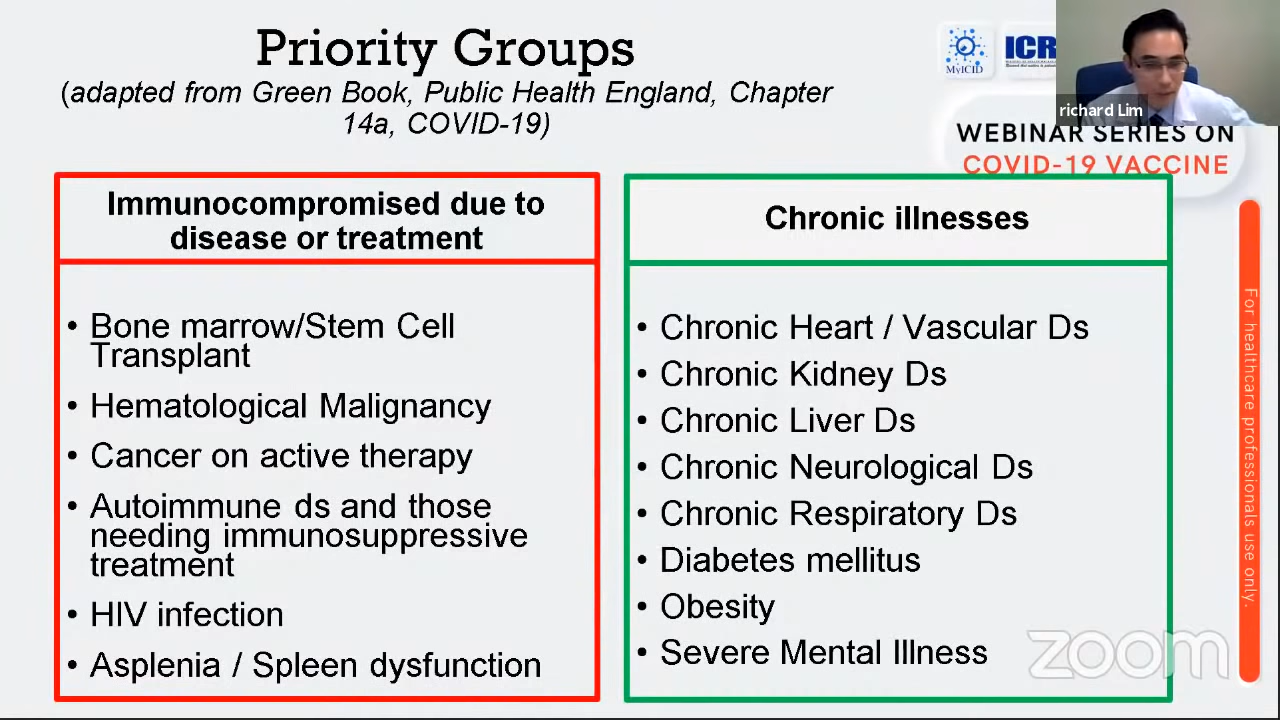 Priority Groups
(adapted from Green Book, Public Health England, Chapter
14a, COVID-19)
MyICID
ICR
richard Lim
WEBINAR SERIES ON
COVID-19 VACCINE
Immunocompromised due to
disease or treatment
• Bone marrow/Stem Cell
Transplant
• Hematological Malignancy
• Cancer on active therapy
• Autoimmune ds and those
needing immunosuppressive
treatment
• HIV infection
• Asplenia / Spleen dysfunction
Chronic illnesses
• Chronic Heart / Vascular Ds
• Chronic Kidney Ds
• Chronic Liver Ds
• Chronic Neurological Ds
• Chronic Respiratory Ds
• Diabetes mellitus
• Obesity
• Severe Mental Illness
For healthcare professionals use only.
zoom